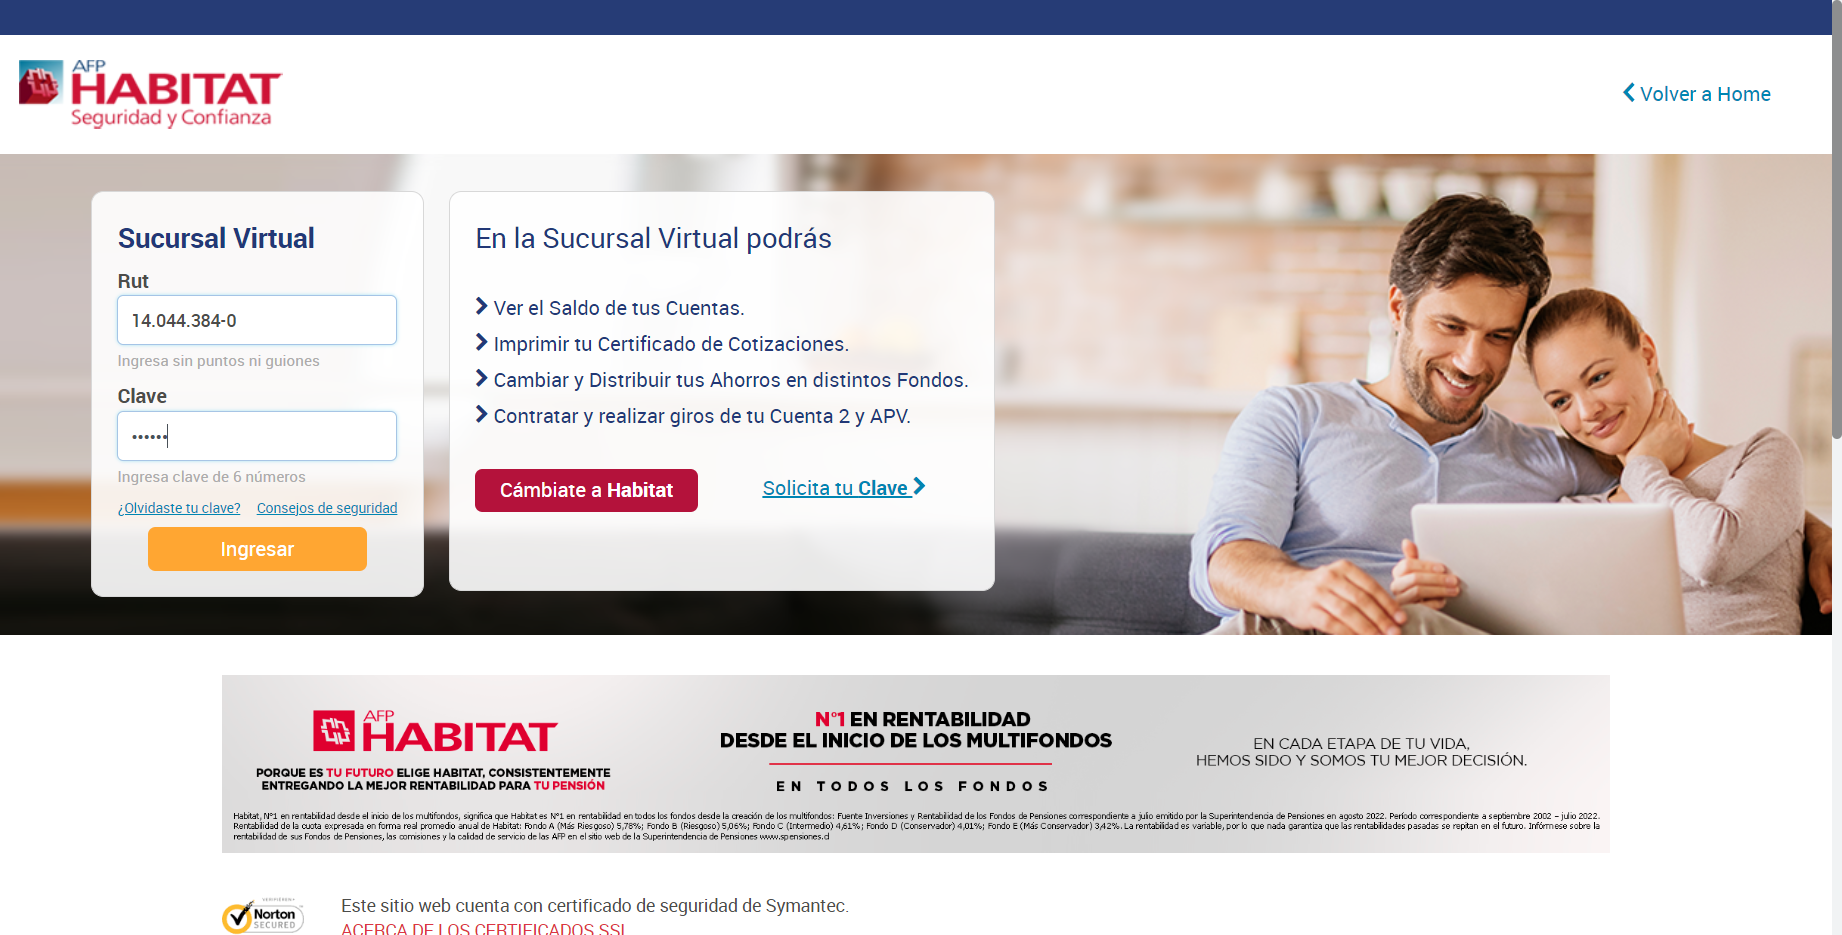 AFP
HABITAT
Seguridad y Confianza
Volver a Home
Sucursal Virtual
Rut
14.044.384-0
Ingresa sin puntos ni guiones
Clave
••••••
Ingresa clave de 6 números
¿Olvidaste tu clave? Consejos de seguridad
Ingresar
En la Sucursal Virtual podrás
Ver el Saldo de tus Cuentas.
Imprimir tu Certificado de Cotizaciones.
Cambiar y Distribuir tus Ahorros en distintos Fondos.
Contratar y realizar giros de tu Cuenta 2 y APV.
Cámbiate a Habitat
Solicita tu Clave
AFP
HABITAT
PORQUE ES TU FUTURO ELIGE HABITAT, CONSISTENTEMENTE
ENTREGANDO LA MEJOR RENTABILIDAD PARA TU PENSIÓN
N°1 EN RENTABILIDAD
DESDE EL INICIO DE LOS MULTIFONDOS
EN TODOS LOS FONDOS
EN CADA ETAPA DE TU VIDA,
HEMOS SIDO Y SOMOS TU MEJOR DECISIÓN.
Habitat, N°1 en rentabilidad desde el inicio de los multifondos, significa que Habitat es N°1 en rentabilidad en todos los fondos desde la creación de los multifondos: Fuente Inversiones y Rentabilidad de los Fondos de Pensiones correspondiente a julio emitido por la Superintendencia de Pensiones en agosto 2022. Período correspondiente a septiembre 2002 – julio 2022.
Rentabilidad de la cuota expresada en forma real promedio anual de Habitat: Fondo A (Más Riesgoso) 5,78%; Fondo B (Riesgoso) 5,06%; Fondo C (Intermedio) 4,61%; Fondo D (Conservador) 4,01%; Fondo E (Más Conservador) 3,42%. La rentabilidad es variable, por lo que nada garantiza que las rentabilidades pasadas se repitan en el futuro. Infórmese sobre la
rentabilidad de sus Fondos de Pensiones, las comisiones y la calidad de servicio de las AFP en el sitio web de la Superintendencia de Pensiones www.spensiones.cl
Norton
SECURED
Este sitio web cuenta con certificado de seguridad de Symantec.
ACERCA DE LOS CERTIFICADOS SSL